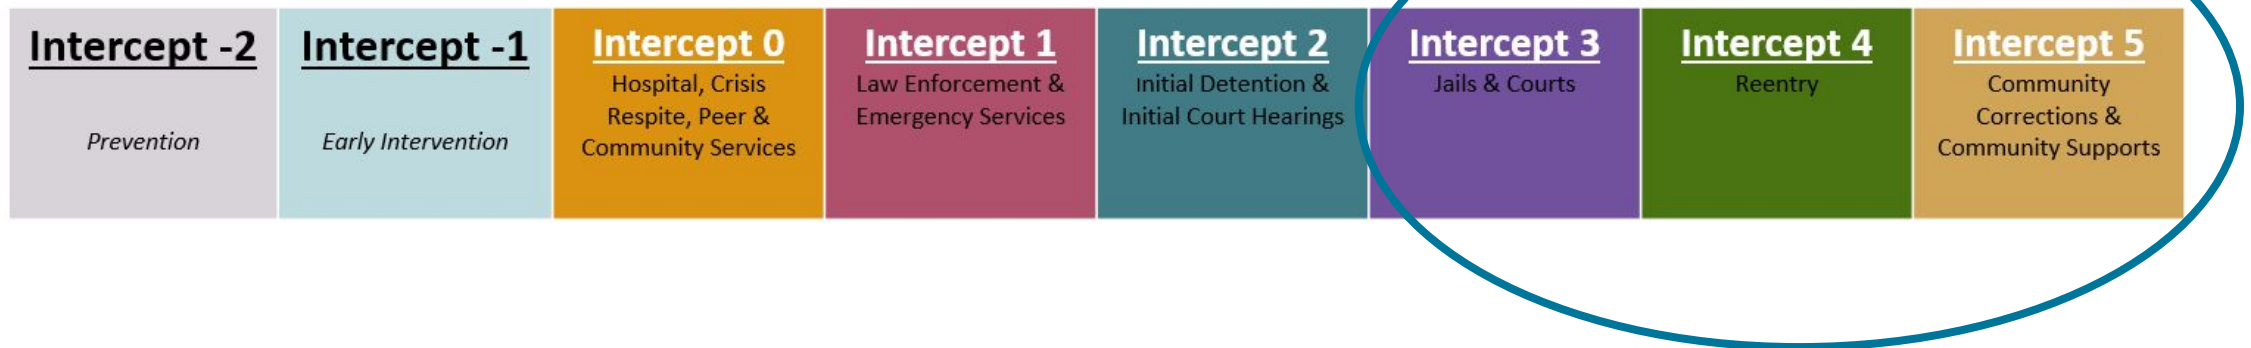 Intercept -2
Prevention
Intercept -1
Early Intervention
Intercept 0
Hospital, Crisis
Respite, Peer &
Community Services
Intercept 1
Law Enforcement &
Emergency Services
Intercept 2
Initial Detention &
Initial Court Hearings
Intercept 3
Jails & Courts
Intercept 4
Reentry
Intercept 5
Community
Corrections &
Community Supports